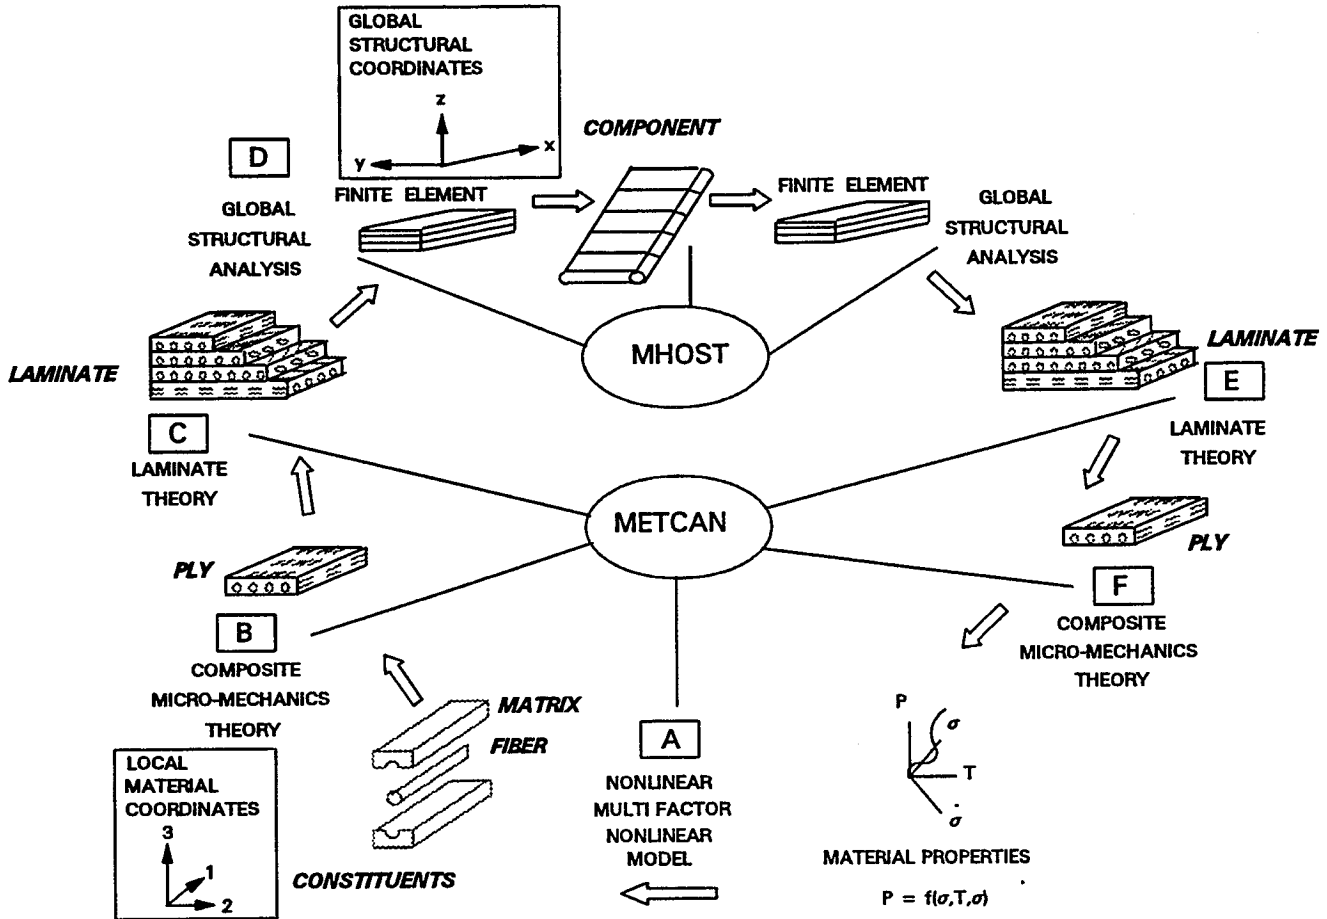 GLOBAL
STRUCTURAL
COORDINATES
z
y
x
COMPONENT
D
FINITE ELEMENT
FINITE ELEMENT
GLOBAL
STRUCTURAL
ANALYSIS
GLOBAL
STRUCTURAL
ANALYSIS
MHOST
LAMINATE
LAMINATE
C
LAMINATE
THEORY
E
LAMINATE
THEORY
METCAN
PLY
PLY
B
COMPOSITE
MICRO-MECHANICS
THEORY
F
COMPOSITE
MICRO-MECHANICS
THEORY
MATRIX
FIBER
CONSTITUENTS
A
NONLINEAR
MULTI FACTOR
NONLINEAR
MODEL
P
σ
T
σ̇
MATERIAL PROPERTIES
P = f(σ,T,σ)
LOCAL
MATERIAL
COORDINATES
3
1
2